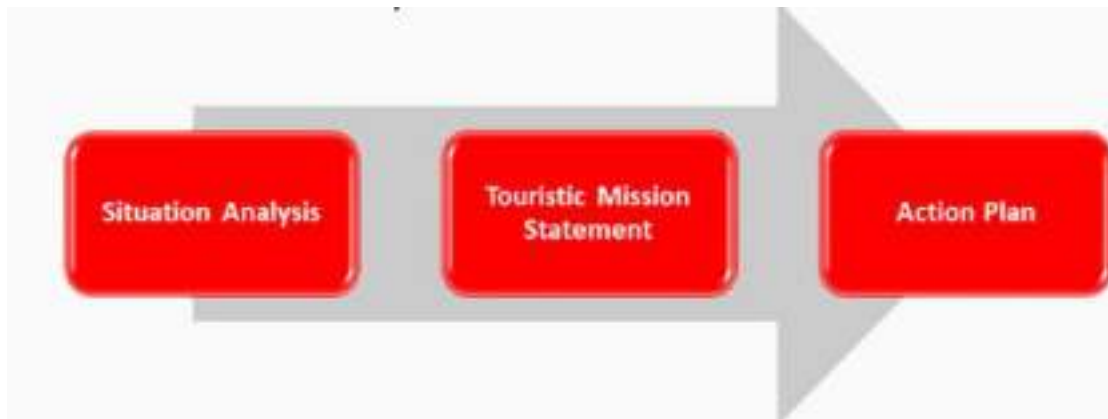 Situation Analysis
Touristic Mission
Statement
Action Plan